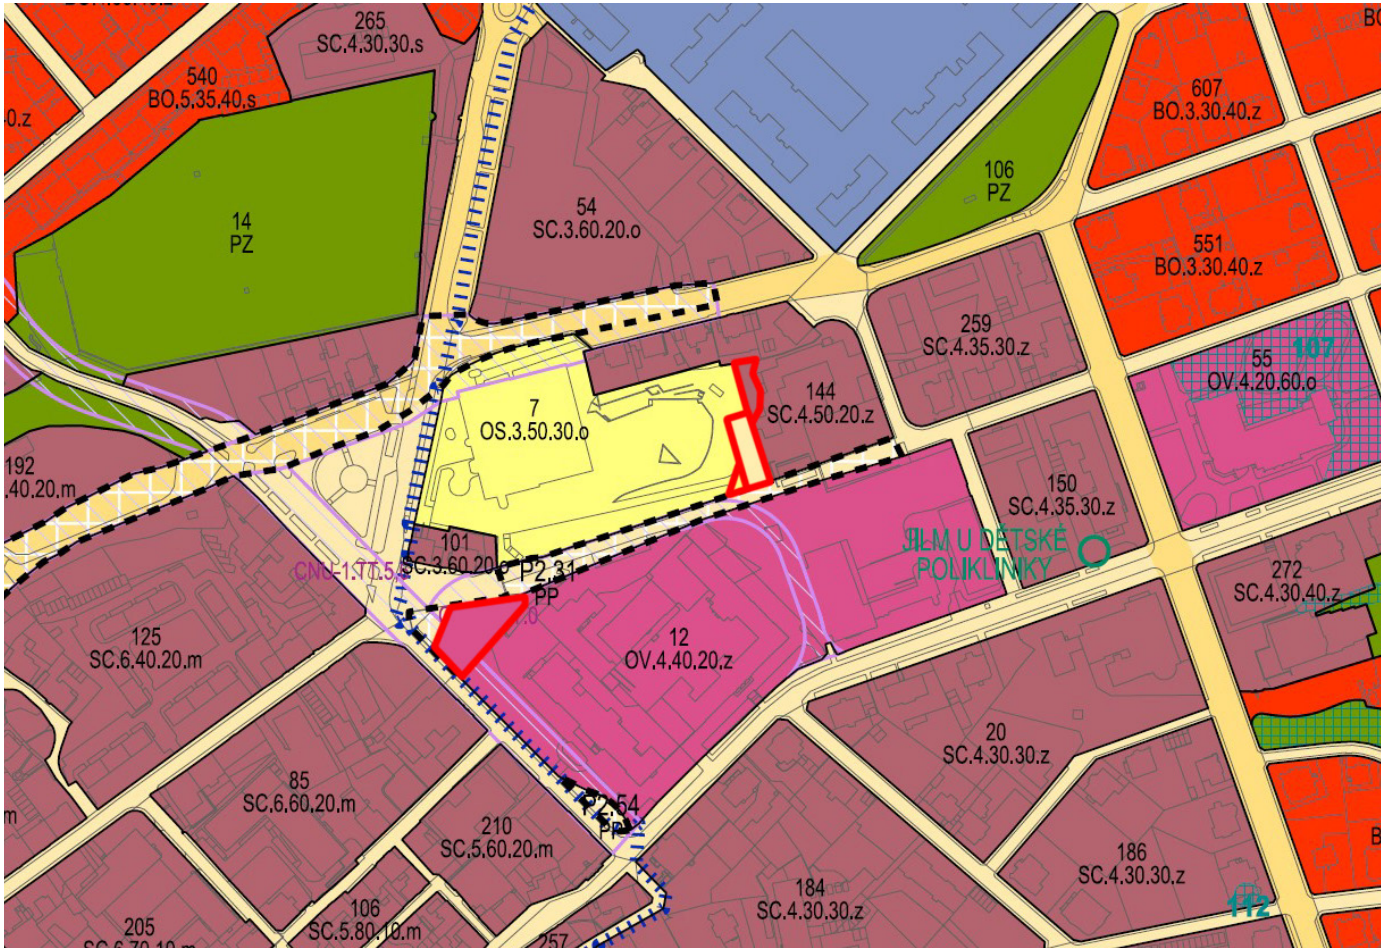 265
SC.4.30.30.s
540
BO.5.35.40.s
0.z
607
BO.3.30.40.z
106
PZ
54
SC.3.60.20.o
14
PZ
551
BO.3.30.40.z
259
SC.4.35.30.z
55
107
OV.4.20.60.o
144
SC.4.50.20.z
7
OS.3.50.30.o
192
.40.20.m
150
SC.4.35.30.z
101
SC.3.60.20.o
JILM U DĚTSKÉ
POLIKLINIKY
P2.31
PP
272
SC.4.30.40.z
125
SC.6.40.20.m
12
OV.4.40.20.z
20
SC.4.30.30.z
85
SC.6.60.20.m
PP
210
SC.5.60.20.m
m
B
186
SC.4.30.30.z
184
SC.4.30.30.z
112
106
SC.5.80.10.m
205
257